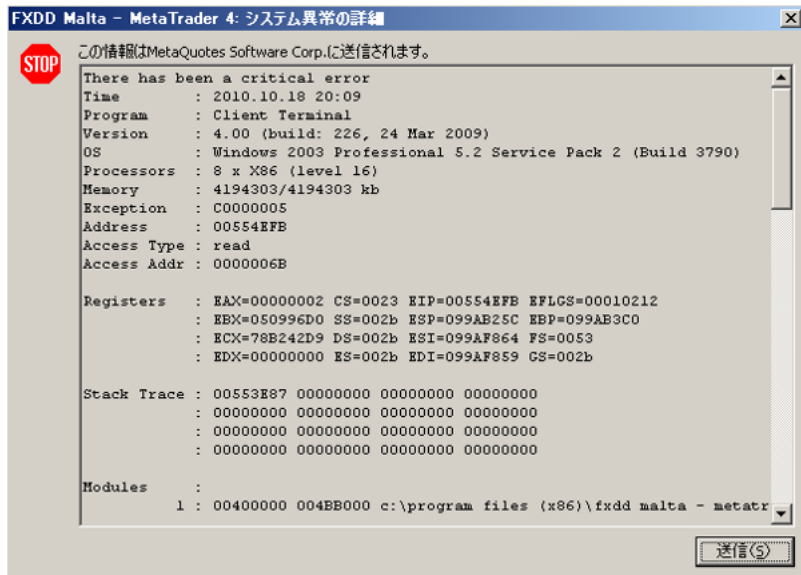 FXDD Malta - MetaTrader 4: システム異常の詳細
STOP
この情報はMetaQuotes Software Corp.に送信されます。
There has been a critical error
Time : 2010.10.18 20:09
Program : Client Terminal
Version : 4.00 (build: 226, 24 Mar 2009)
OS : Windows 2003 Professional 5.2 Service Pack 2 (Build 3790)
Processors : 8 x X86 (level 16)
Memory : 4194303/4194303 kb
Exception : C0000005
Address : 00554EFB
Access Type : read
Access Addr : 0000006B
Registers : EAX=00000002 CS=0023 EIP=00554EFB EFLGS=00010212
: EBX=050996D0 SS=002b ESP=099AB25C EBP=099AB3C0
: ECX=78B242D9 DS=002b ESI=099AF864 FS=0053
: EDX=00000000 ES=002b EDI=099AF859 GS=002b
Stack Trace : 00553E87 00000000 00000000 00000000
: 00000000 00000000 00000000 00000000
: 00000000 00000000 00000000 00000000
: 00000000 00000000 00000000 00000000
Modules :
1 : 00400000 004BB000 c:\program files (x86)\fxdd malta - metatr
送信(S)